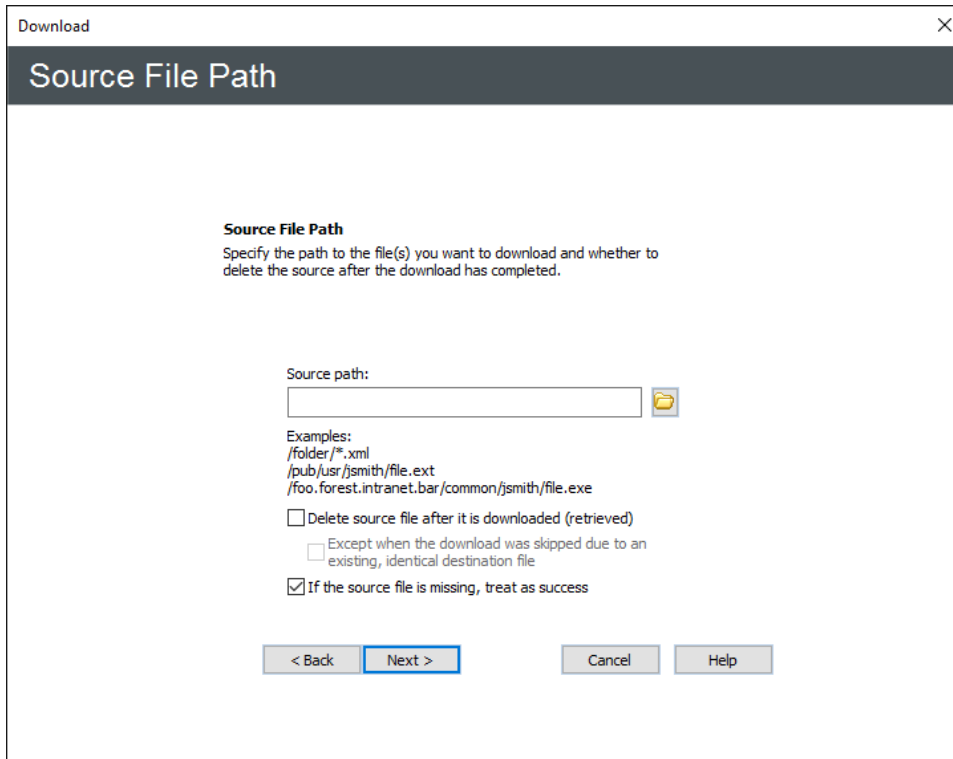 Download
Source File Path
Source File Path
Specify the path to the file(s) you want to download and whether to
delete the source after the download has completed.
Source path:
Examples:
/folder/*.xml
/pub/usr/jsmith/file.ext
/foo.forest.intranet.bar/common/jsmith/file.exe
Delete source file after it is downloaded (retrieved)
Except when the download was skipped due to an
existing, identical destination file
If the source file is missing, treat as success
< Back Next > Cancel Help